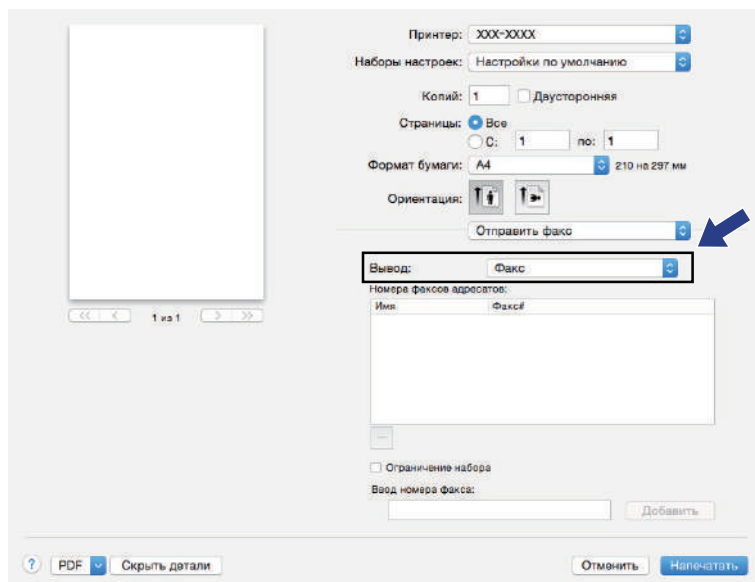 Принтер: XXX-XXXX
Наборы настроек: Настройки по умолчанию
Копий: 1 Двусторонняя
Страницы: Все
С: 1 по: 1
Формат бумаги: A4 210 на 297 мм
Ориентация:
Отправить факс
Вывод: Факс
Номера факсов адресатов:
Имя Факс#
1 из 1
Ограничение набора
Ввод номера факса:
Добавить
? PDF Скрыть детали Отменить Напечатать